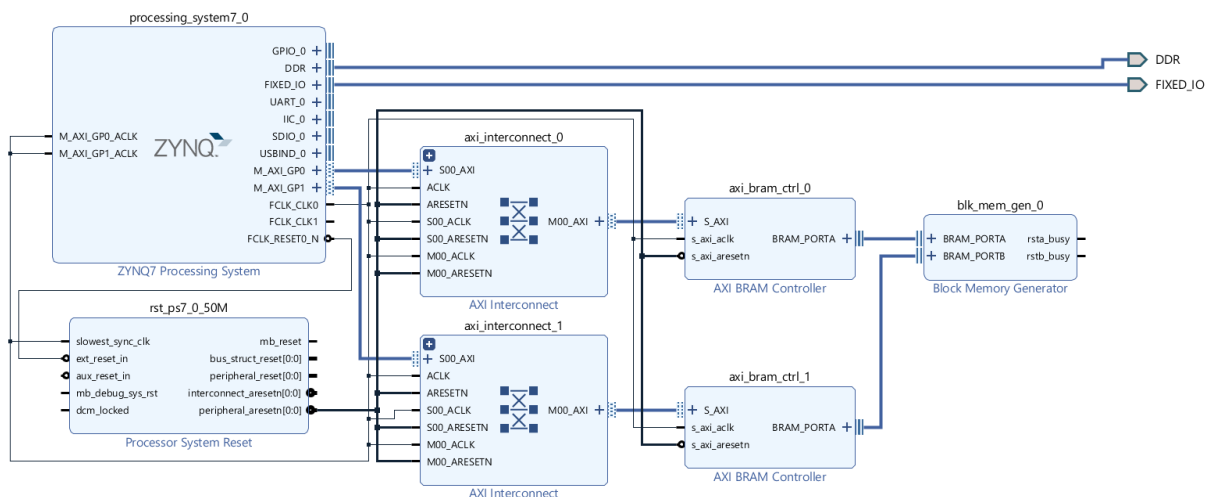 processing_system7_0
GPIO_0
DDR
FIXED_IO
UART_0
IIC_0
SDIO_0
USBIND_0
M_AXI_GP0
M_AXI_GP1
FCLK_CLK0
FCLK_CLK1
FCLK_RESET0_N
M_AXI_GP0_ACLK
M_AXI_GP1_ACLK
ZYNQ
ZYNQ7 Processing System
DDR
FIXED_IO
axi_interconnect_0
S00_AXI
ACLK
ARESETN
S00_ACLK
S00_ARESETN
M00_ACLK
M00_ARESETN
M00_AXI
AXI Interconnect
axi_bram_ctrl_0
S_AXI
s_axi_aclk
s_axi_aresetn
BRAM_PORTA
AXI BRAM Controller
blk_mem_gen_0
BRAM_PORTA
BRAM_PORTB
rsta_busy
rstb_busy
Block Memory Generator
rst_ps7_0_50M
slowest_sync_clk
ext_reset_in
aux_reset_in
mb_debug_sys_rst
dcm_locked
mb_reset
bus_struct_reset[0:0]
peripheral_reset[0:0]
interconnect_aresetn[0:0]
peripheral_aresetn[0:0]
Processor System Reset
axi_interconnect_1
S00_AXI
ACLK
ARESETN
S00_ACLK
S00_ARESETN
M00_ACLK
M00_ARESETN
M00_AXI
AXI Interconnect
axi_bram_ctrl_1
S_AXI
s_axi_aclk
s_axi_aresetn
BRAM_PORTA
AXI BRAM Controller